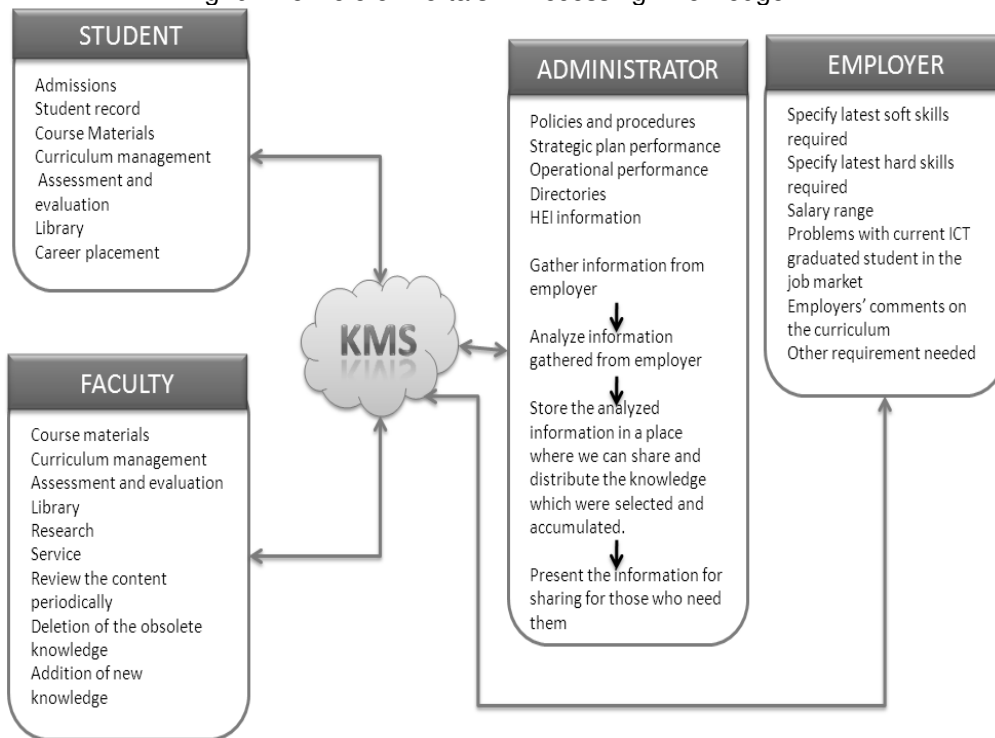 STUDENT
Admissions
Student record
Course Materials
Curriculum management
Assessment and
evaluation
Library
Career placement
FACULTY
Course materials
Curriculum management
Assessment and evaluation
Library
Research
Service
Review the content
periodically
Deletion of the obsolete
knowledge
Addition of new
knowledge
KMS
ADMINISTRATOR
Policies and procedures
Strategic plan performance
Operational performance
Directories
HEI information
Gather information from
employer
Analyze information
gathered from employer
Store the analyzed
information in a place
where we can share and
distribute the knowledge
which were selected and
accumulated.
Present the information for
sharing for those who need
them
EMPLOYER
Specify latest soft skills
required
Specify latest hard skills
required
Salary range
Problems with current ICT
graduated student in the
job market
Employers' comments on
the curriculum
Other requirement needed